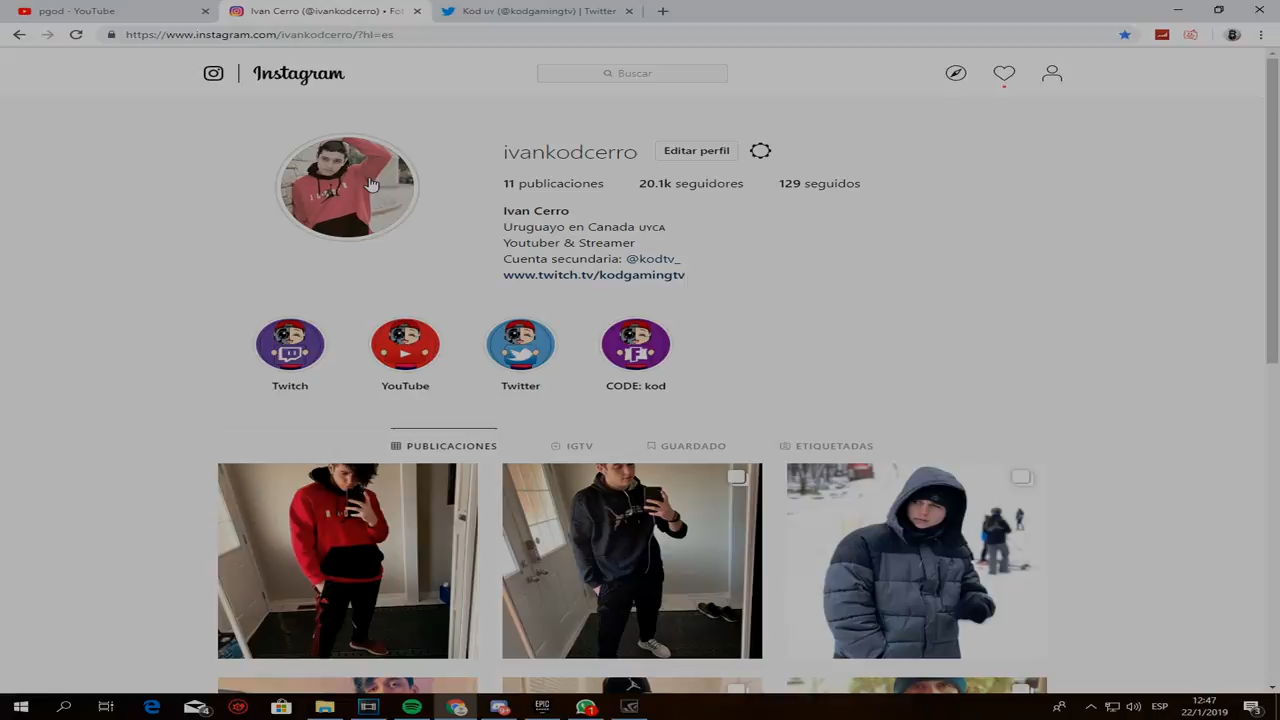 pgod - YouTube
Ivan Cerro (@ivankodcerro) • Fot
Kod ᴜʏ (@kodgamingtv) | Twitter
https://www.instagram.com/ivankodcerro/?hl=es
Instagram
Buscar
ivankodcerro
Editar perfil
11 publicaciones
20.1k seguidores
129 seguidos
Ivan Cerro
Uruguayo en Canada ᴜʏᴄᴀ
Youtuber & Streamer
Cuenta secundaria: @kodtv_
www.twitch.tv/kodgamingtv
Twitch
YouTube
Twitter
CODE: kod
PUBLICACIONES
IGTV
GUARDADO
ETIQUETADAS
EPIC
ESP
12:47
22/1/2019